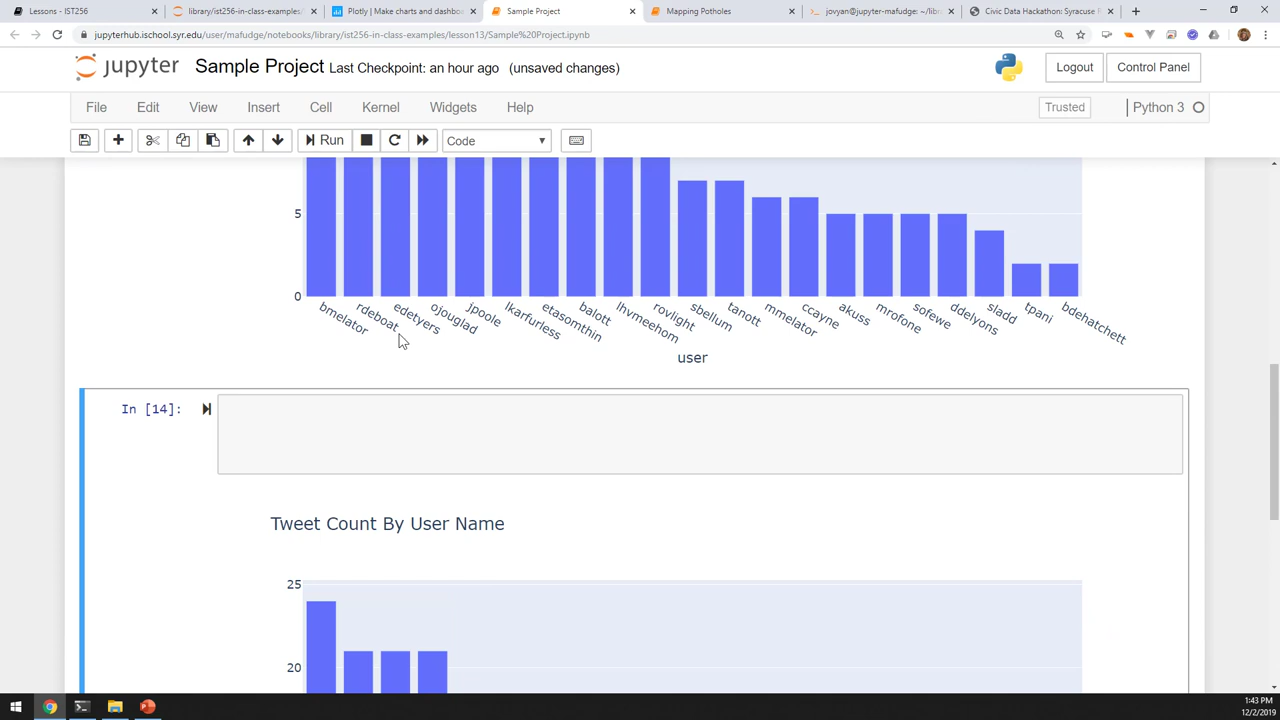 Lessons - IST256
library/ist256-in-class-examples
Plotly | Make charts and dashboa
Sample Project
Mapping Potholes
jovyan@jupyter-mafudge: ~/libra
Civic Data Hackathon: Syracuse R
jupyterhub.ischool.syr.edu/user/mafudge/notebooks/library/ist256-in-class-examples/lesson13/Sample%20Project.ipynb
jupyter Sample Project Last Checkpoint: an hour ago (unsaved changes)
Logout
Control Panel
File Edit View Insert Cell Kernel Widgets Help
Trusted
Python 3
Run
Code
5
0
bmelator
rdeboat
edetyers
ojouglad
jpoole
lkarfurless
etasomthin
balott
lhvmeehom
rovlight
sbellum
tanott
mmelator
ccayne
akuss
mrofone
sofewe
ddelyons
sladd
tpani
bdehatchett
user
In [14]:
Tweet Count By User Name
25
20
1:43 PM
12/2/2019